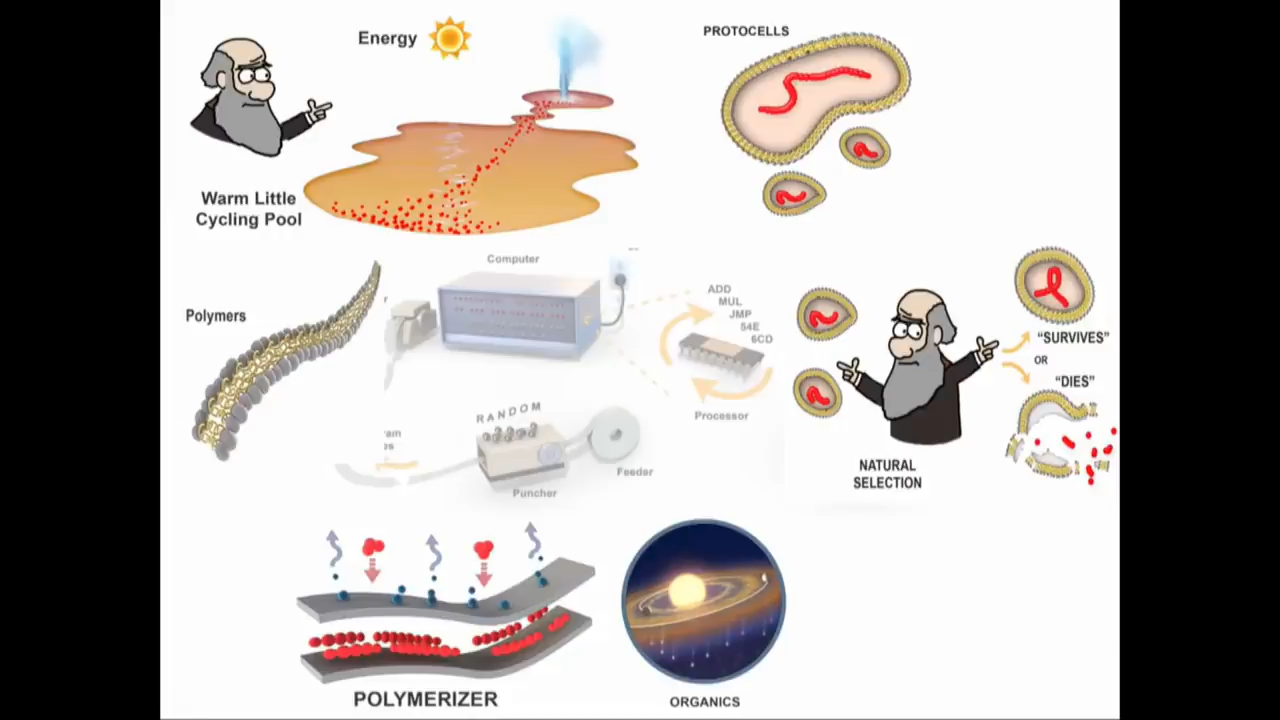 Energy
PROTOCELLS
Warm Little
Cycling Pool
Computer
ADD
MUL
JMP
54E
6CD
Polymers
"SURVIVES"
OR
"DIES"
Processor
RANDOM
Feeder
Puncher
NATURAL
SELECTION
POLYMERIZER
ORGANICS